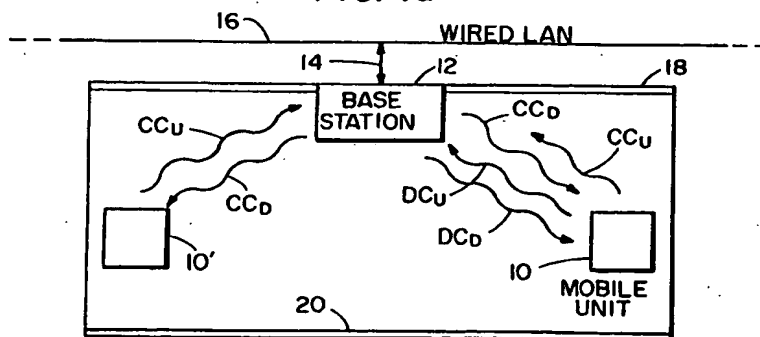 16
WIRED LAN
14
12
18
BASE
STATION
CCU
CCD
CCD
CCU
DCU
DCD
10'
10
MOBILE
UNIT
20